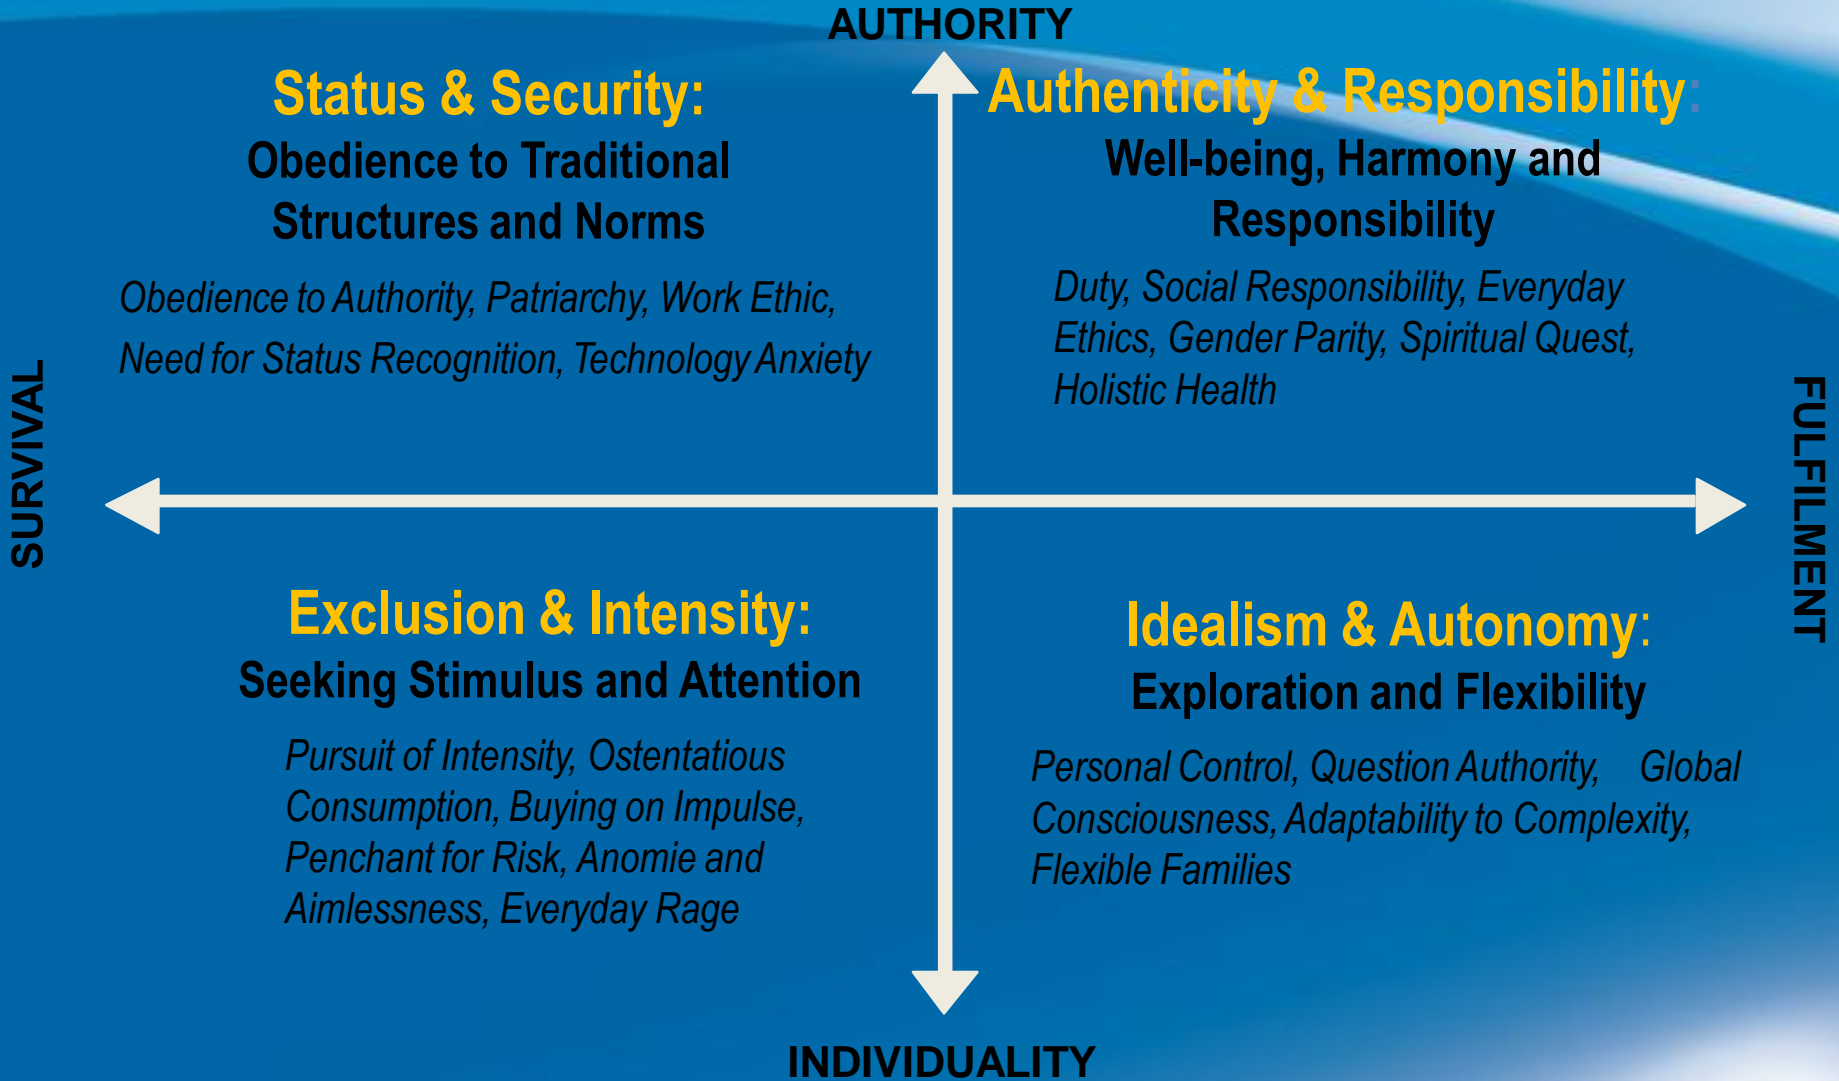 AUTHORITY
Status & Security:
Obedience to Traditional
Structures and Norms
Obedience to Authority, Patriarchy, Work Ethic,
Need for Status Recognition, Technology Anxiety
Authenticity & Responsibility:
Well-being, Harmony and
Responsibility
Duty, Social Responsibility, Everyday
Ethics, Gender Parity, Spiritual Quest,
Holistic Health
SURVIVAL
FULFILMENT
Exclusion & Intensity:
Seeking Stimulus and Attention
Pursuit of Intensity, Ostentatious
Consumption, Buying on Impulse,
Penchant for Risk, Anomie and
Aimlessness, Everyday Rage
Idealism & Autonomy:
Exploration and Flexibility
Personal Control, Question Authority, Global
Consciousness, Adaptability to Complexity,
Flexible Families
INDIVIDUALITY